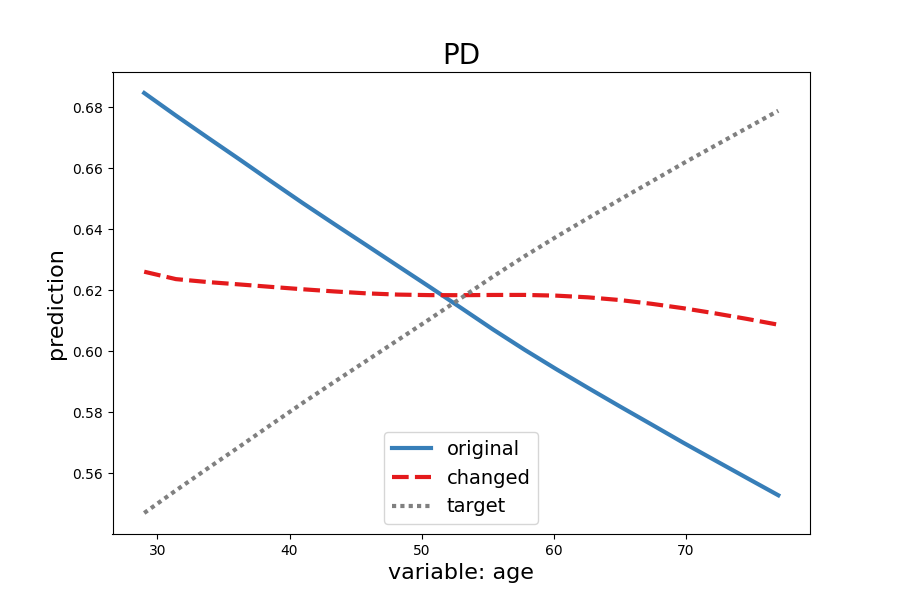 PD
prediction
0.68
0.66
0.64
0.62
0.60
0.58
0.56
original
changed
target
30 40 50 60 70
variable: age